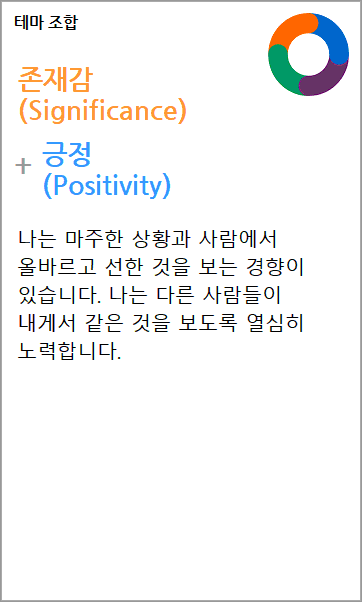 테마 조합
존재감
(Significance)
+ 긍정
(Positivity)
나는 마주한 상황과 사람에서
올바르고 선한 것을 보는 경향이
있습니다. 나는 다른 사람들이
내게서 같은 것을 보도록 열심히
노력합니다.